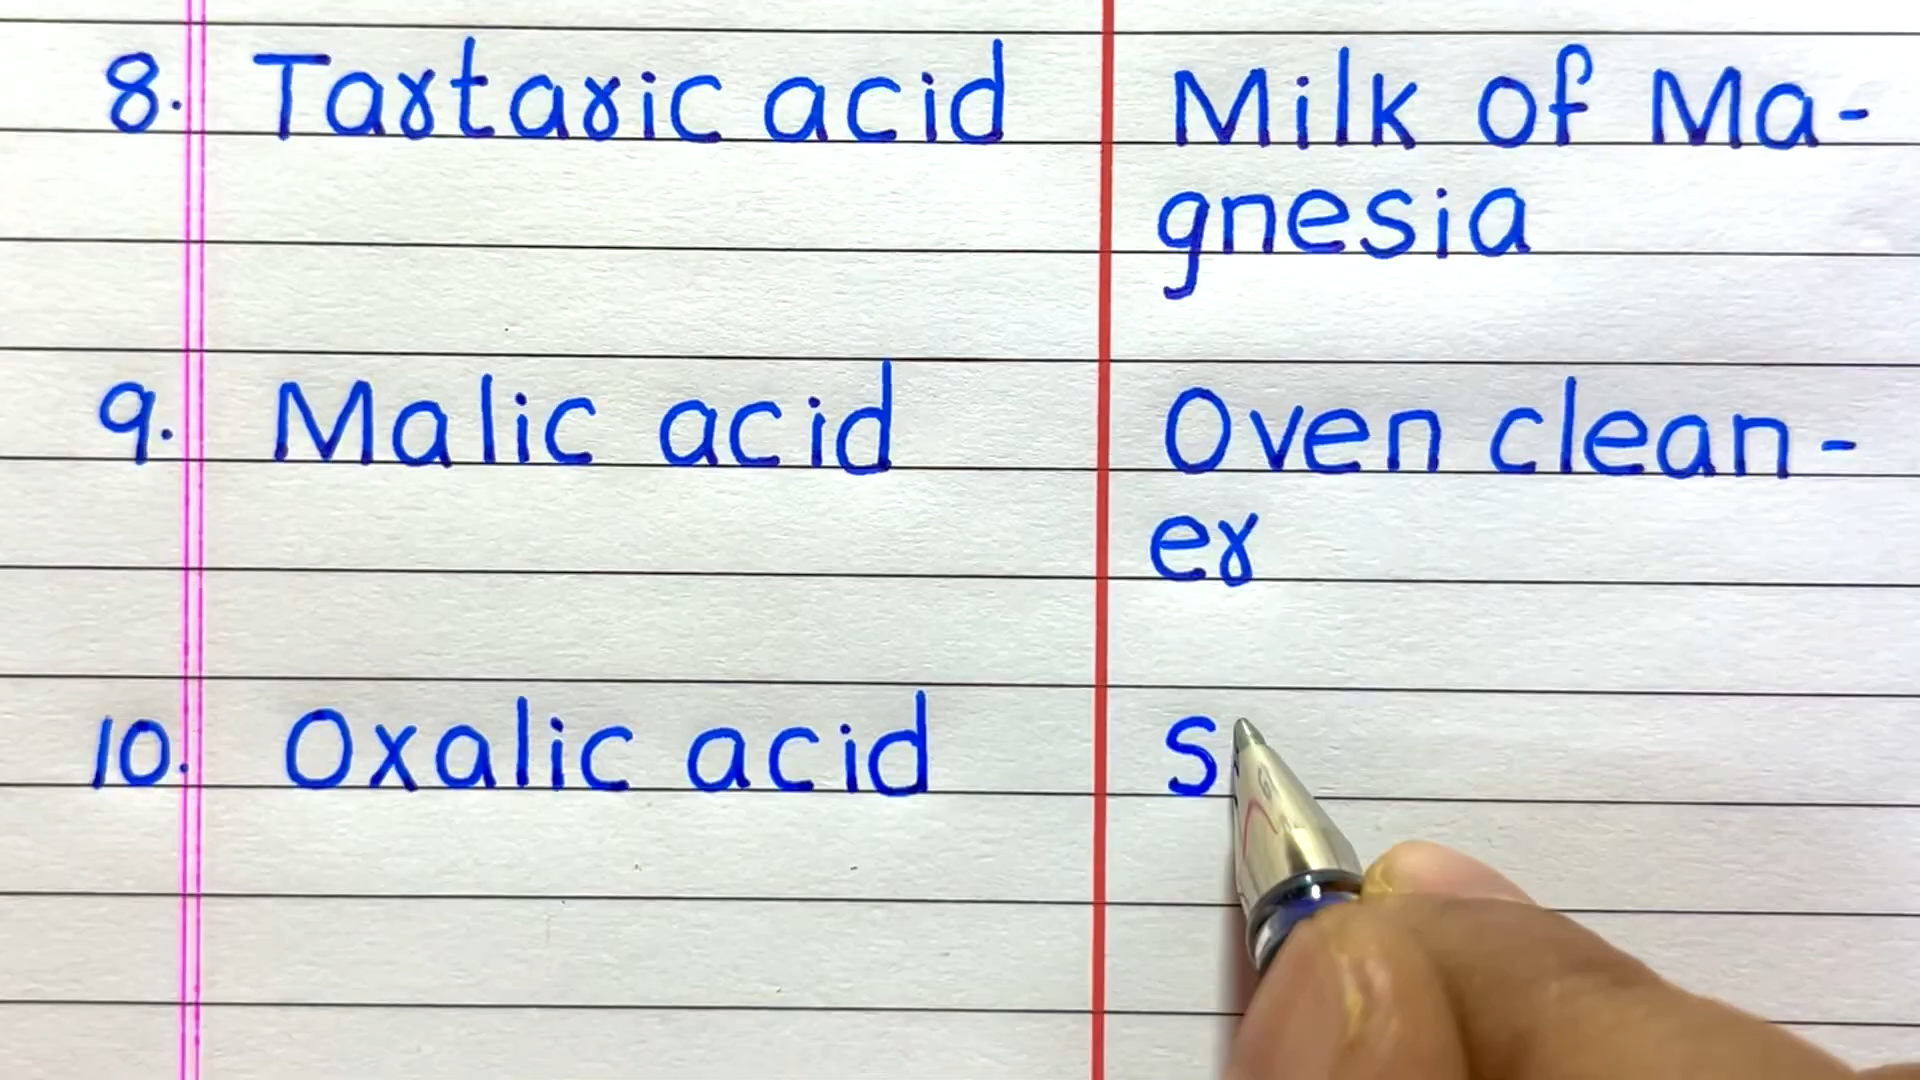 8. Tartaric acid Milk of Ma-
gnesia
9. Malic acid Oven clean-
er
10. Oxalic acid S